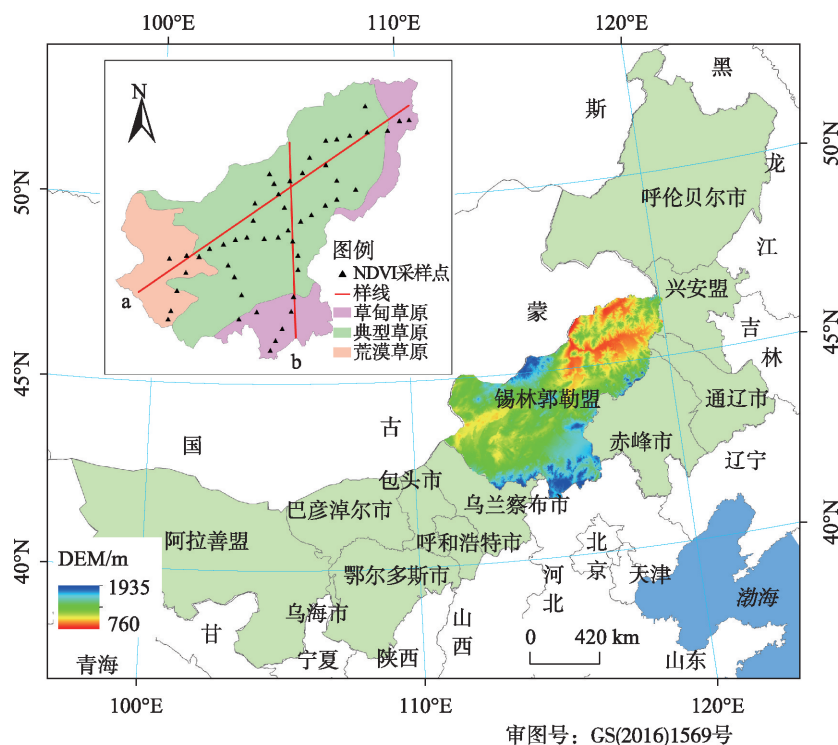 100°E 110°E 120°E
N
a
b
图例
NDVI采样点
样线
草甸草原
典型草原
荒漠草原
黑
斯
龙
50°N 50°N
呼伦贝尔市
江
兴安盟
蒙
吉
45°N
林
45°N
锡林郭勒盟
通辽市
古
赤峰市
国
辽宁
包头市
巴彦淖尔市
乌兰察布市
阿拉善盟
呼和浩特市
北
京
40°N
40°N
DEM/m
1935
760
鄂尔多斯市
河
北
天津
渤海
乌海市
甘
山
西
0 420 km
青海
宁夏
陕西
山东
100°E 110°E 120°E
审图号：GS(2016)1569号